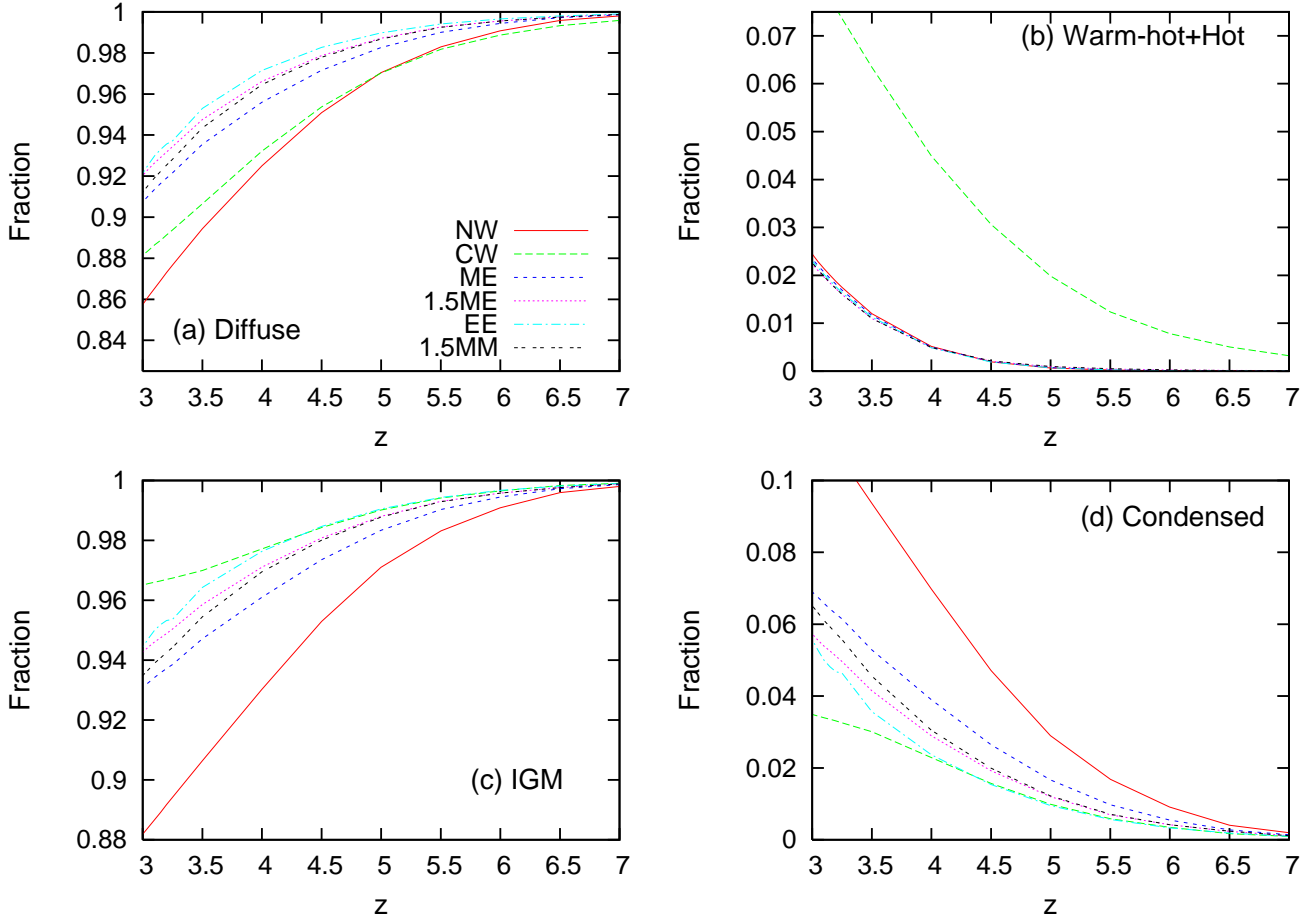 1
0.98
0.96
0.94
0.92
0.9
0.88
0.86
0.84
Fraction
NW
CW
ME
1.5ME
EE
1.5MM
(a) Diffuse
3 3.5 4 4.5 5 5.5 6 6.5 7
z
0.07
0.06
0.05
0.04
0.03
0.02
0.01
0
Fraction
(b) Warm-hot+Hot
3 3.5 4 4.5 5 5.5 6 6.5 7
z
1
0.98
0.96
0.94
0.92
0.9
0.88
Fraction
(c) IGM
3 3.5 4 4.5 5 5.5 6 6.5 7
z
0.1
0.08
0.06
0.04
0.02
0
Fraction
(d) Condensed
3 3.5 4 4.5 5 5.5 6 6.5 7
z